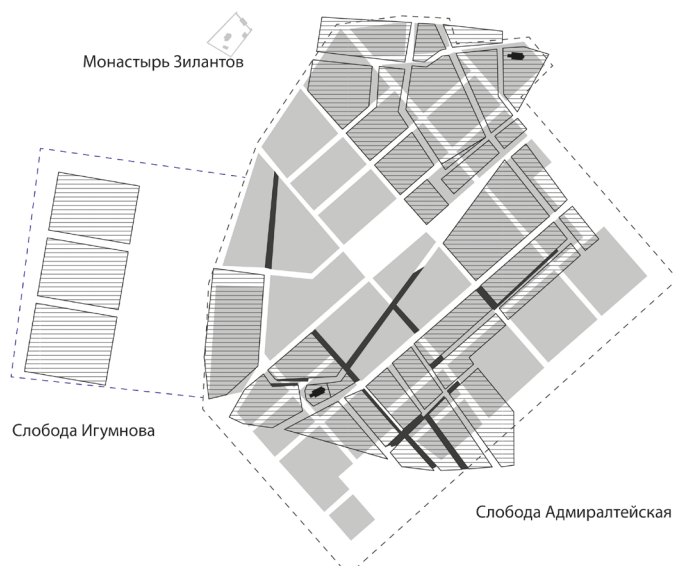 Монастырь Зилантов
Слобода Игумнова
Слобода Адмиралтейская